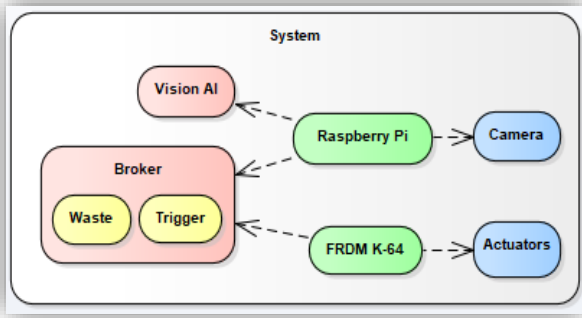 System
Vision AI
Raspberry Pi
Camera
Broker
Waste
Trigger
FRDM K-64
Actuators